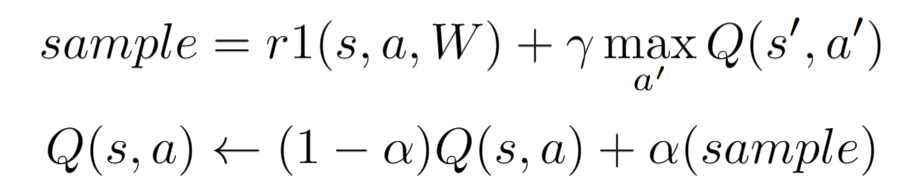 sample = r1(s, a, W) + γ max_{a′} Q(s′, a′)
Q(s, a) ← (1 − α)Q(s, a) + α(sample)